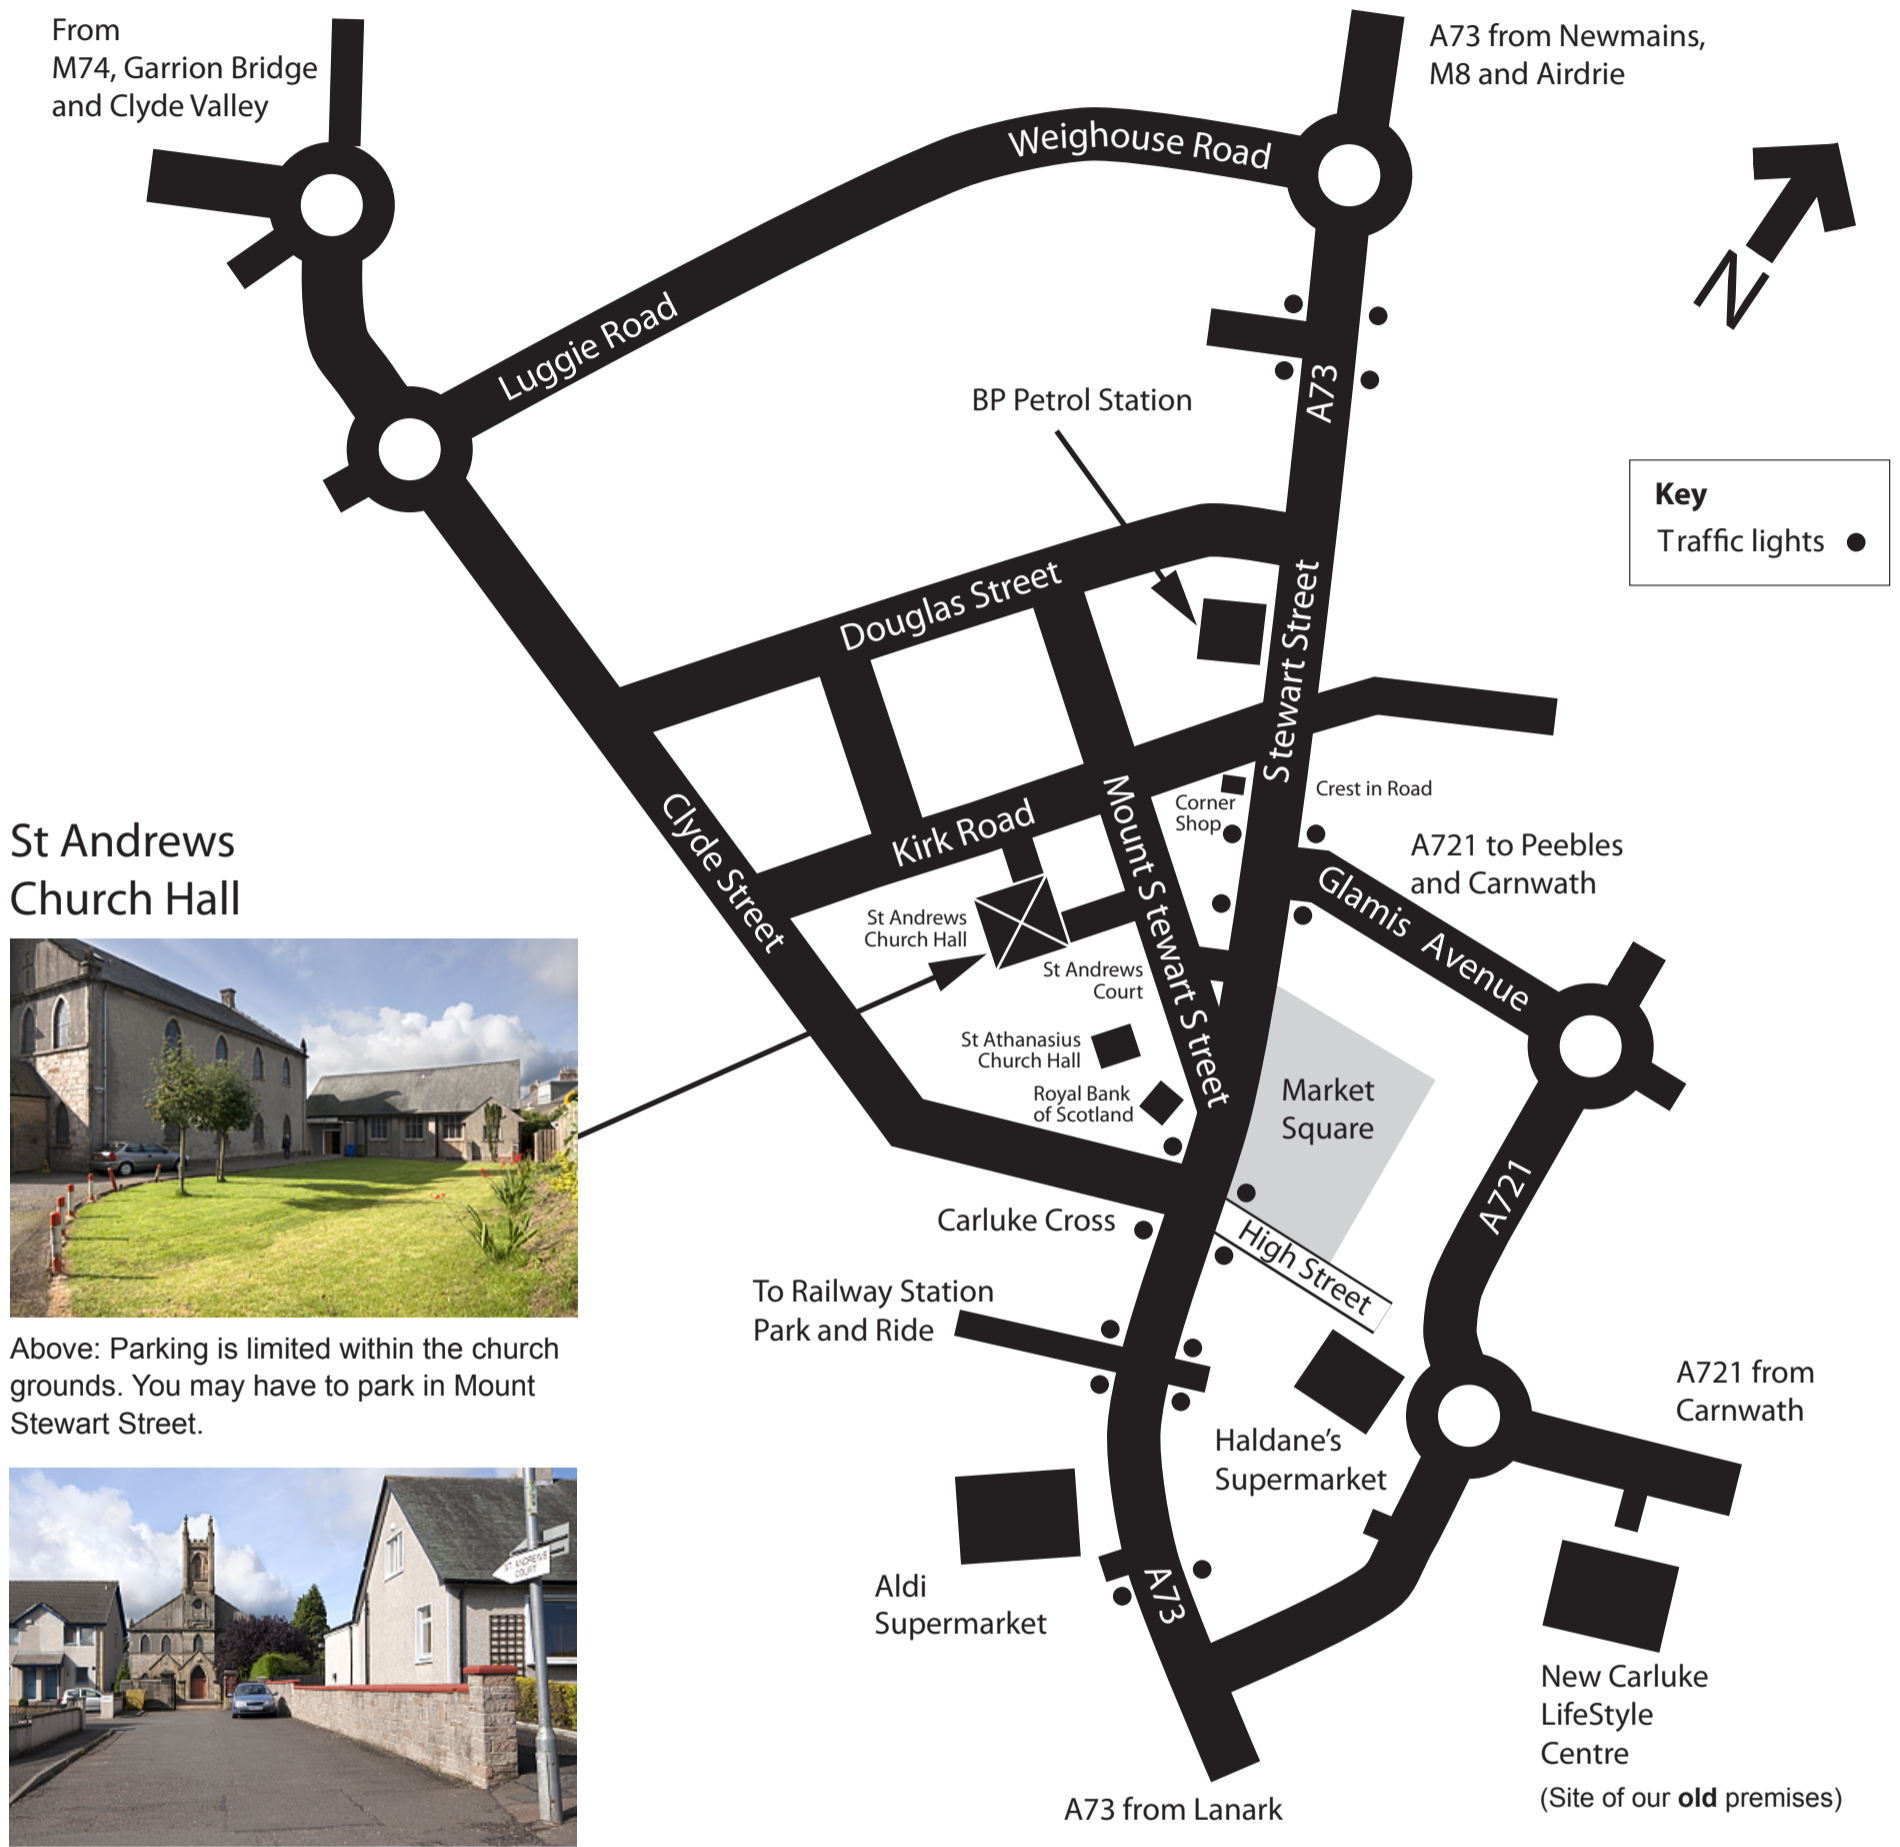 From
M74, Garrion Bridge
and Clyde Valley
A73 from Newmains,
M8 and Airdrie
Weighhouse Road
N
Luggie Road
A73
BP Petrol Station
Key
Traffic lights
Douglas Street
Stewart Street
Crest in Road
Corner
Shop
Mount Stewart Street
Clyde Street
Kirk Road
A721 to Peebles
and Carnwath
Glamis Avenue
St Andrews
Church Hall
St Andrews
Church Hall
St Andrews
Court
St Athanasius
Church Hall
Royal Bank
of Scotland
Market
Square
A721
Carluke Cross
High Street
To Railway Station
Park and Ride
Above: Parking is limited within the church
grounds. You may have to park in Mount
Stewart Street.
A721 from
Carnwath
Haldane's
Supermarket
ST. ANDREWS
COURT
Aldi
Supermarket
A73
New Carluke
LifeStyle
Centre
(Site of our old premises)
A73 from Lanark